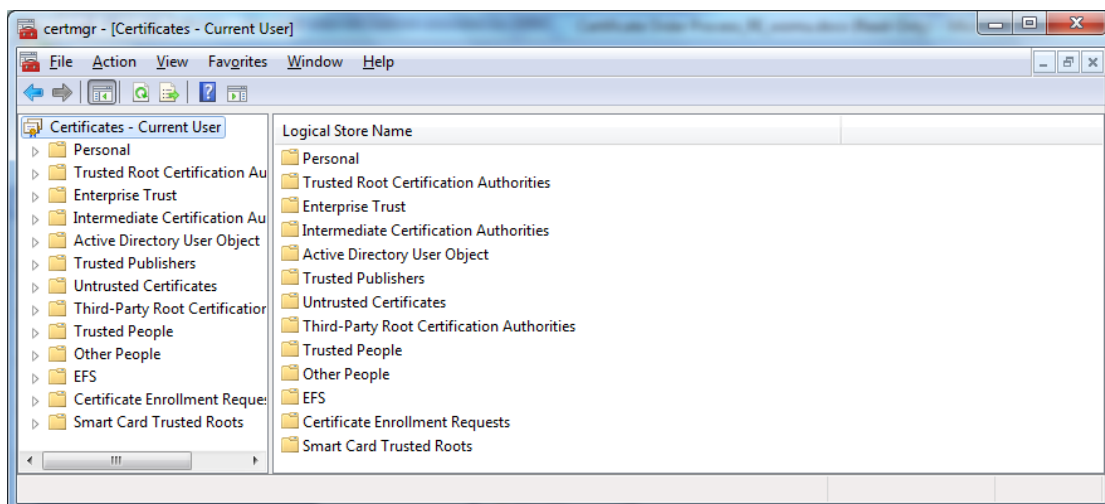 certmgr - [Certificates - Current User]
File Action View Favorites Window Help
Certificates - Current User
Personal
Trusted Root Certification Au
Enterprise Trust
Intermediate Certification Au
Active Directory User Object
Trusted Publishers
Untrusted Certificates
Third-Party Root Certification
Trusted People
Other People
EFS
Certificate Enrollment Reques
Smart Card Trusted Roots
Logical Store Name
Personal
Trusted Root Certification Authorities
Enterprise Trust
Intermediate Certification Authorities
Active Directory User Object
Trusted Publishers
Untrusted Certificates
Third-Party Root Certification Authorities
Trusted People
Other People
EFS
Certificate Enrollment Requests
Smart Card Trusted Roots